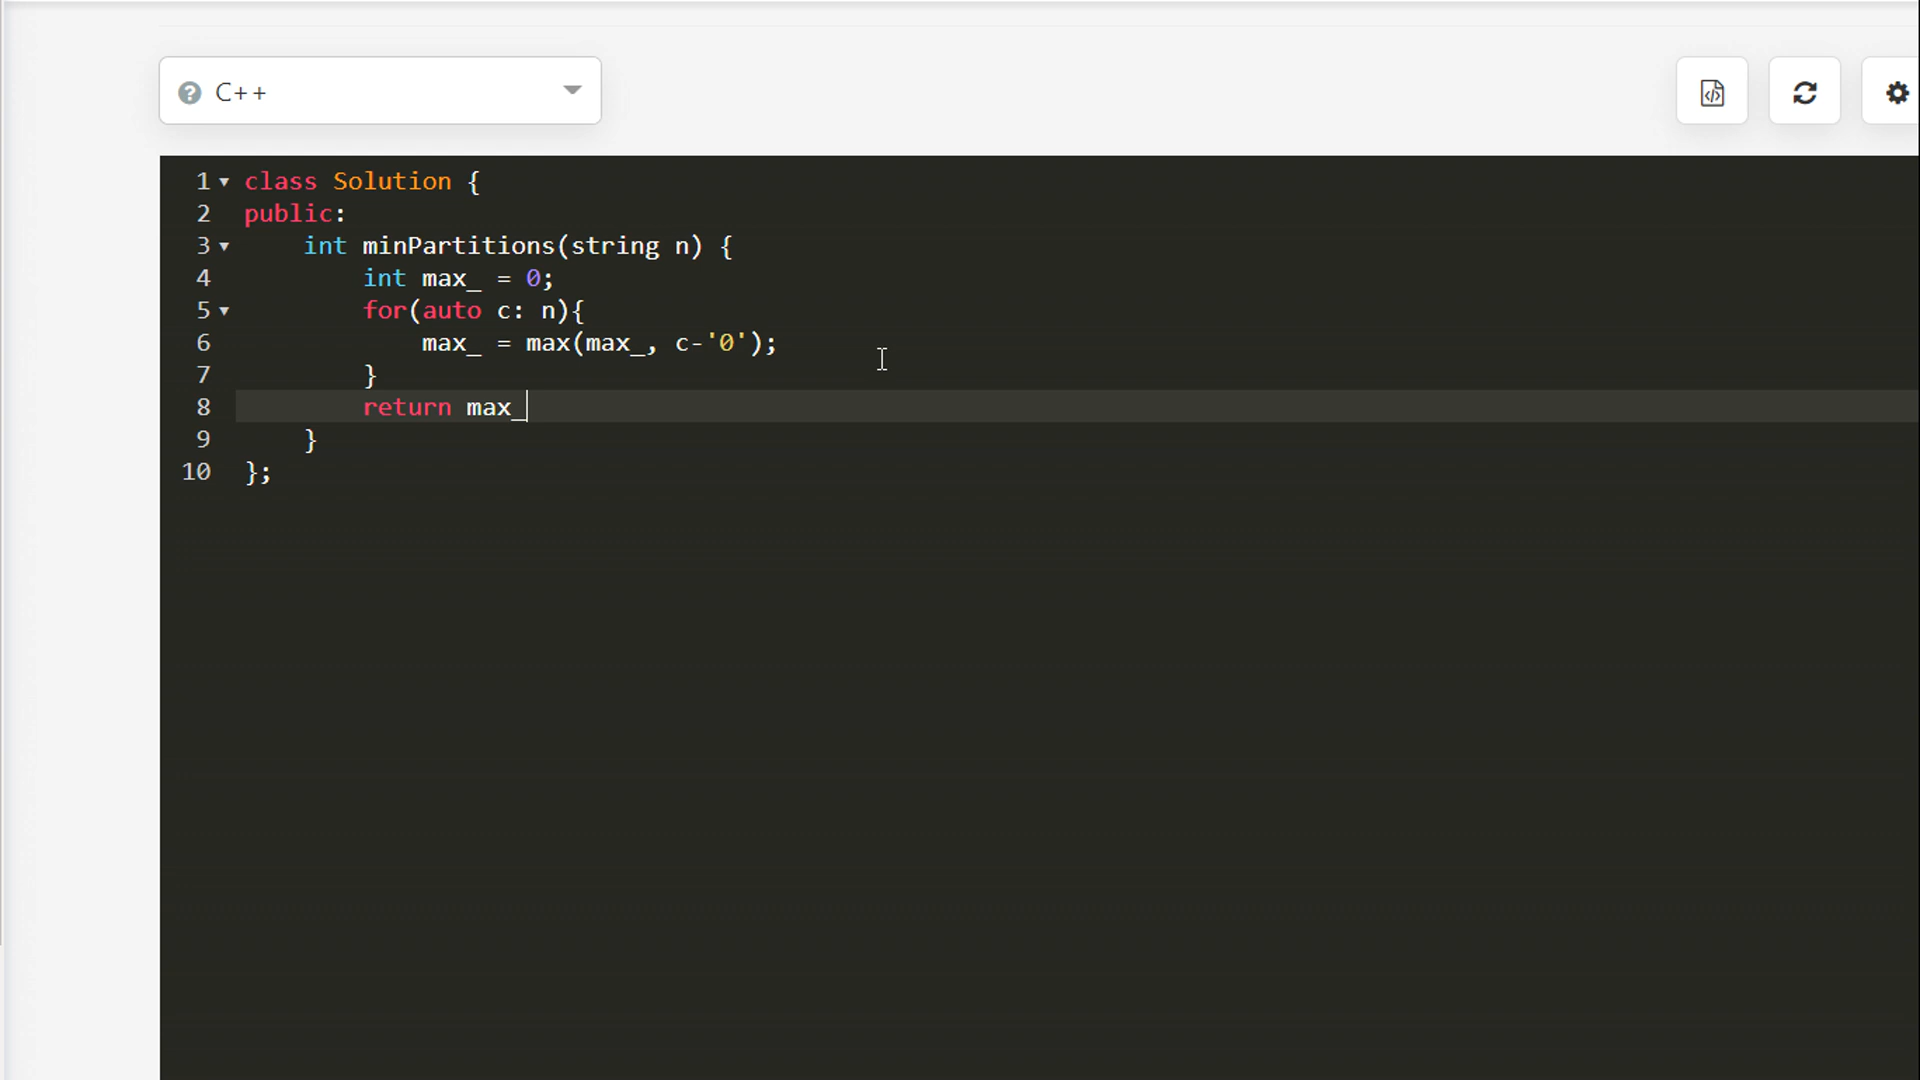 C++
1 class Solution {
2 public:
3     int minPartitions(string n) {
4         int max_ = 0;
5         for(auto c: n){
6             max_ = max(max_, c-'0');
7         }
8         return max_
9     }
10 };